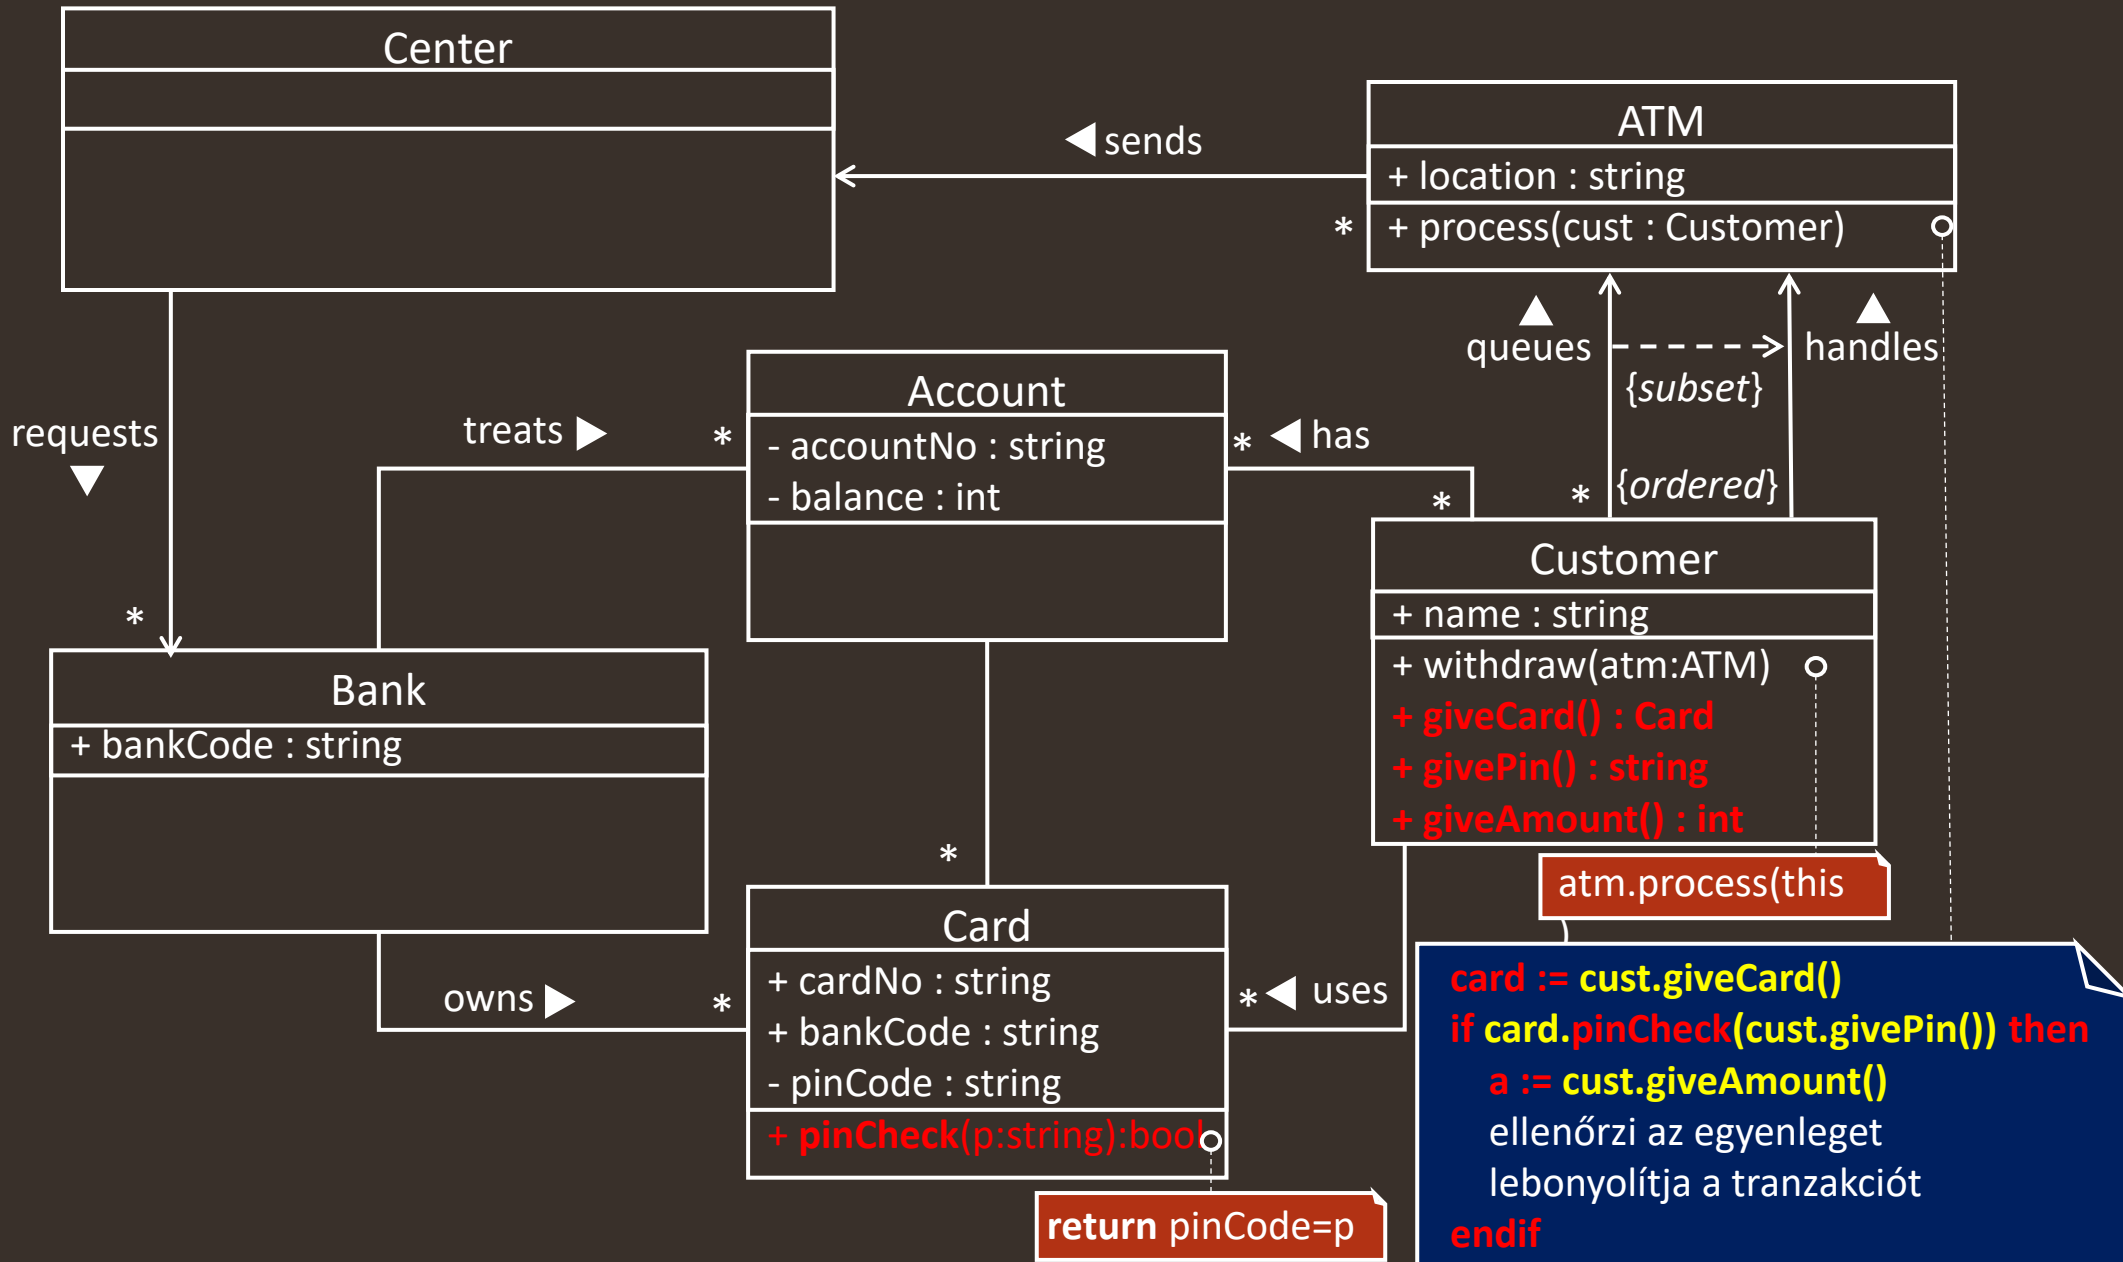 Center
ATM
+ location : string
+ process(cust : Customer)
sends
*
queues
handles
{subset}
{ordered}
*
requests
*
treats
*
Account
- accountNo : string
- balance : int
has
*
*
Customer
+ name : string
+ withdraw(atm:ATM)
+ giveCard() : Card
+ givePin() : string
+ giveAmount() : int
atm.process(this
Bank
+ bankCode : string
*
owns
*
Card
+ cardNo : string
+ bankCode : string
- pinCode : string
+ pinCheck(p:string):bool
uses
*
return pinCode=p
card := cust.giveCard()
if card.pinCheck(cust.givePin()) then
a := cust.giveAmount()
ellenőrzi az egyenleget
lebonyolítja a tranzakciót
endif